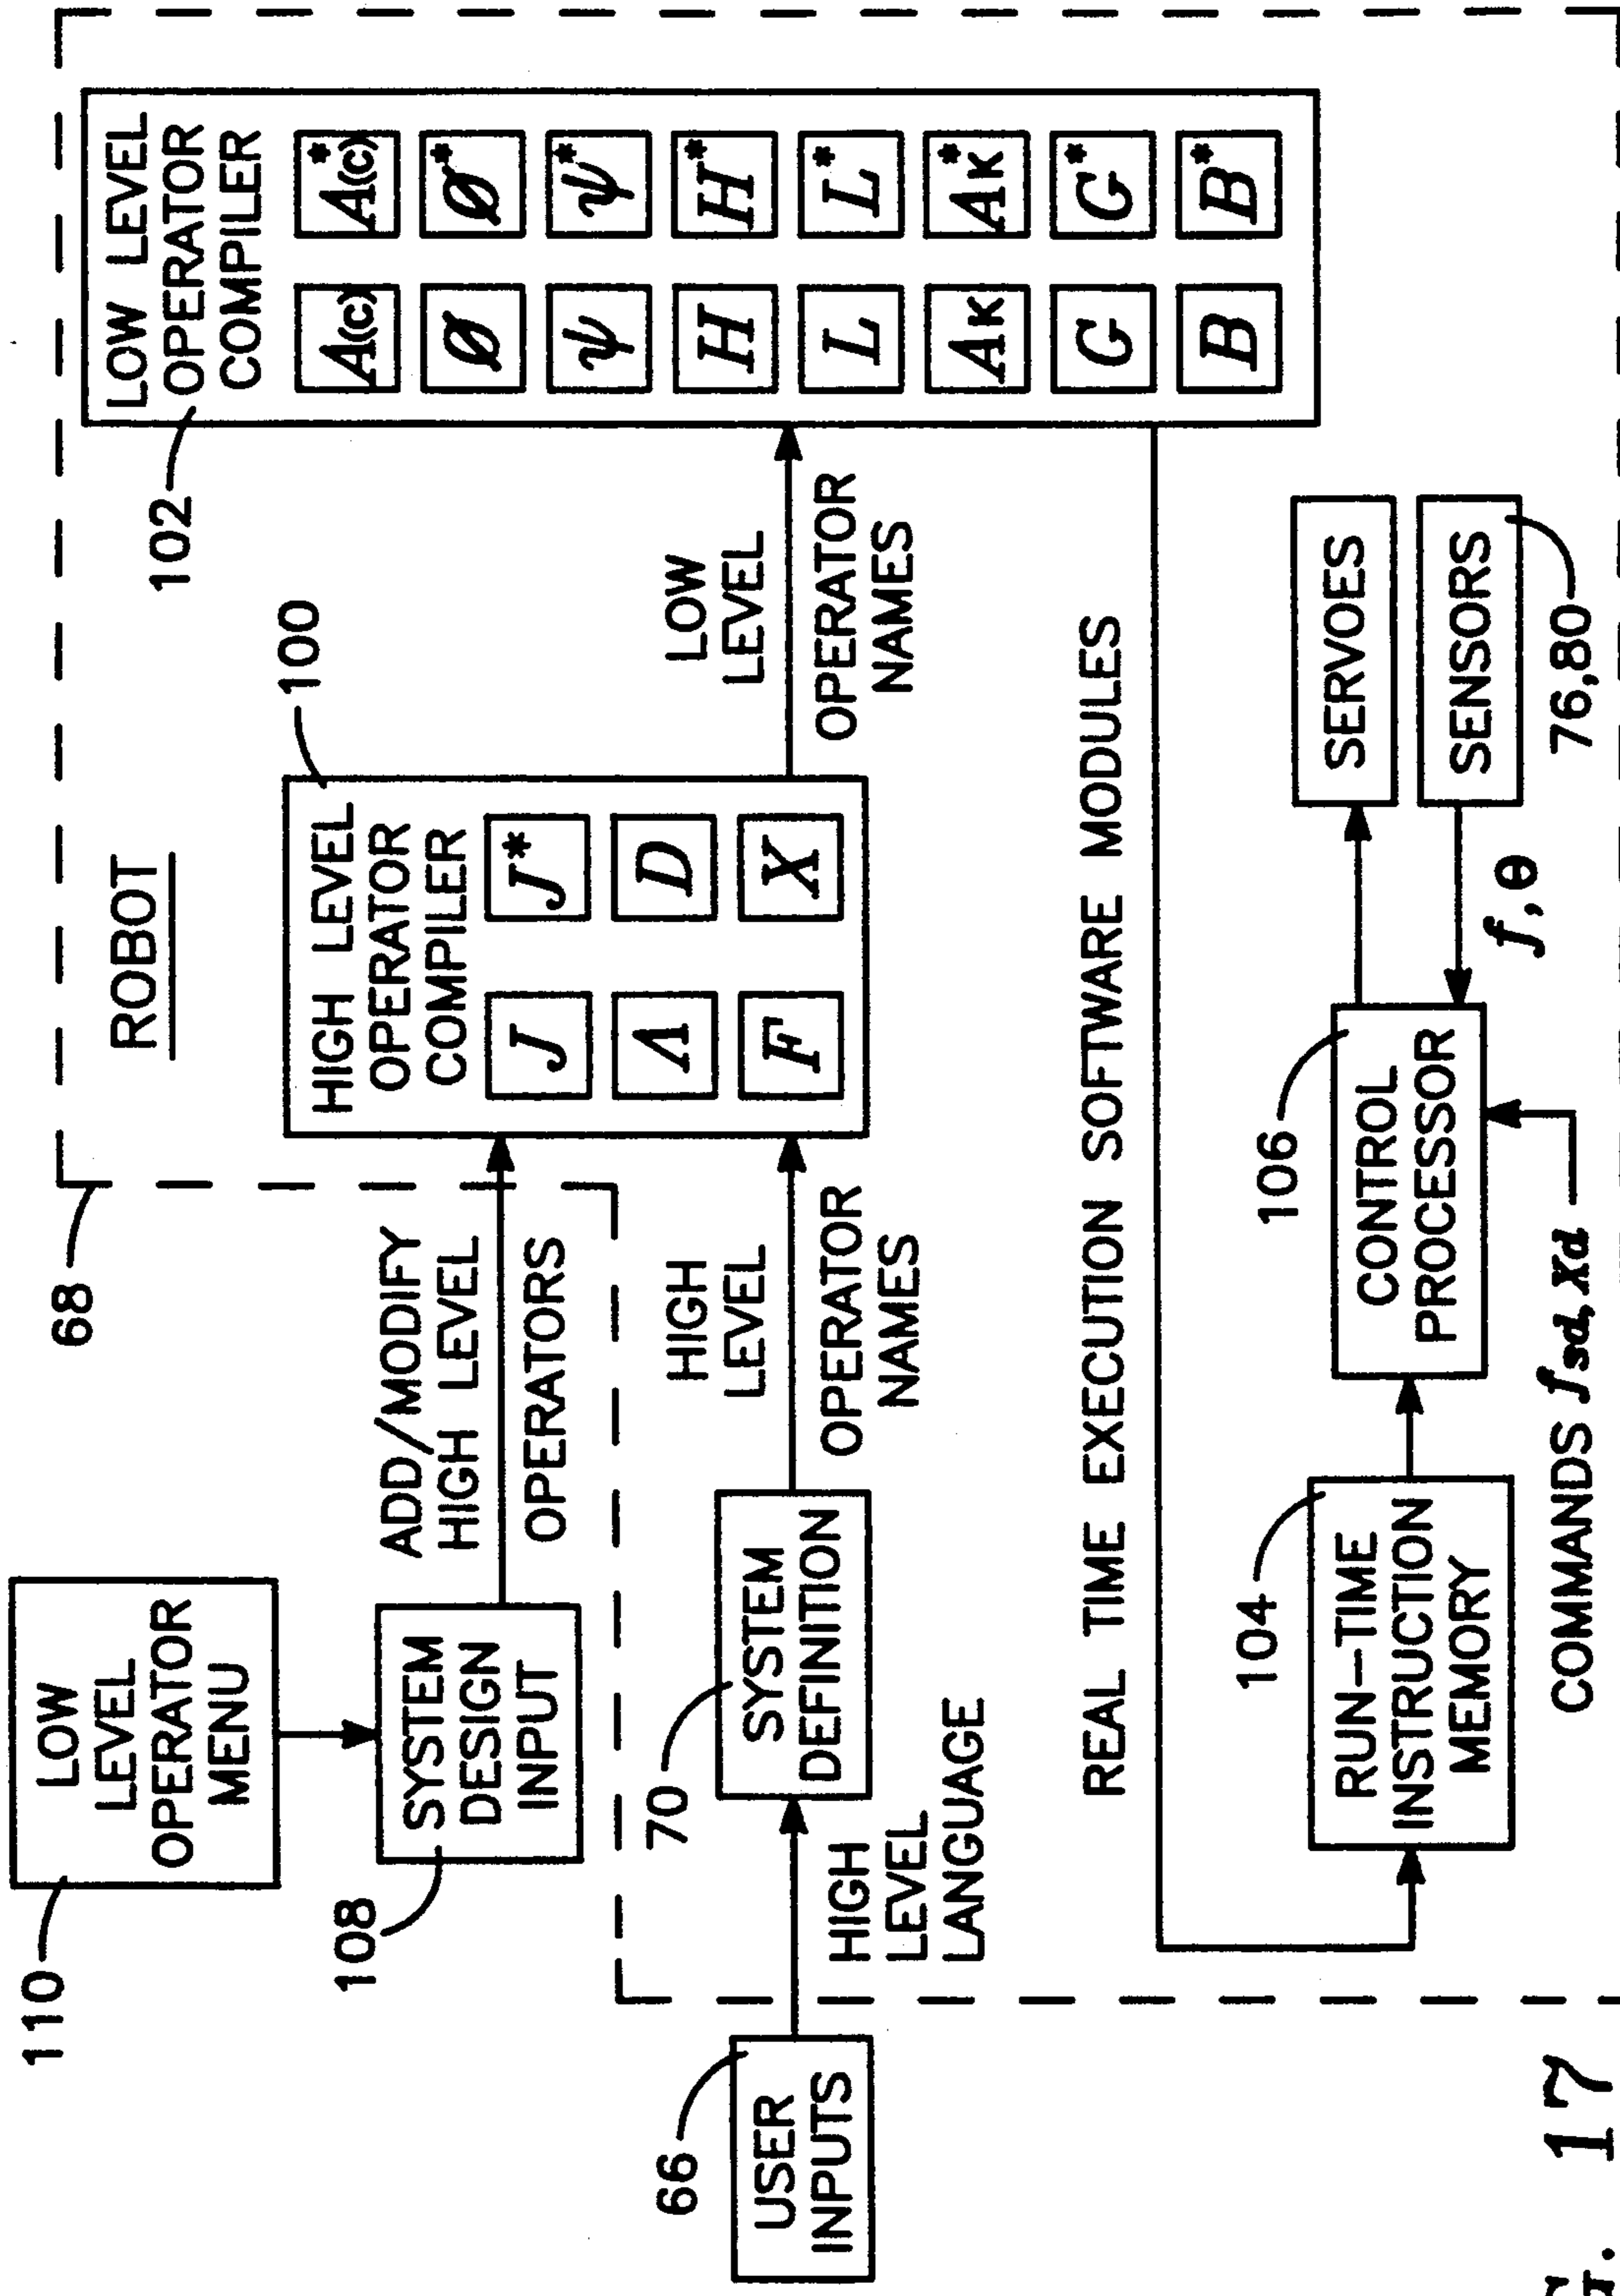 110
LOW
LEVEL
OPERATOR
MENU
108
SYSTEM
DESIGN
INPUT
ADD/MODIFY
HIGH LEVEL
OPERATORS
68
ROBOT
66
USER
INPUTS
HIGH
LEVEL
LANGUAGE
70
SYSTEM
DEFINITION
HIGH
LEVEL
OPERATOR
NAMES
100
HIGH LEVEL
OPERATOR
COMPILER
J J*
Λ D
F X
LOW
LEVEL
OPERATOR
NAMES
102
LOW LEVEL
OPERATOR
COMPILER
A(C) A(C)*
Ø Ø*
ψ ψ*
H H*
L L*
AK AK*
G G*
B B*
REAL TIME EXECUTION SOFTWARE MODULES
104
RUN-TIME
INSTRUCTION
MEMORY
106
CONTROL
PROCESSOR
COMMANDS fsd, Xd
SERVOES
SENSORS
f, θ
76,80
17